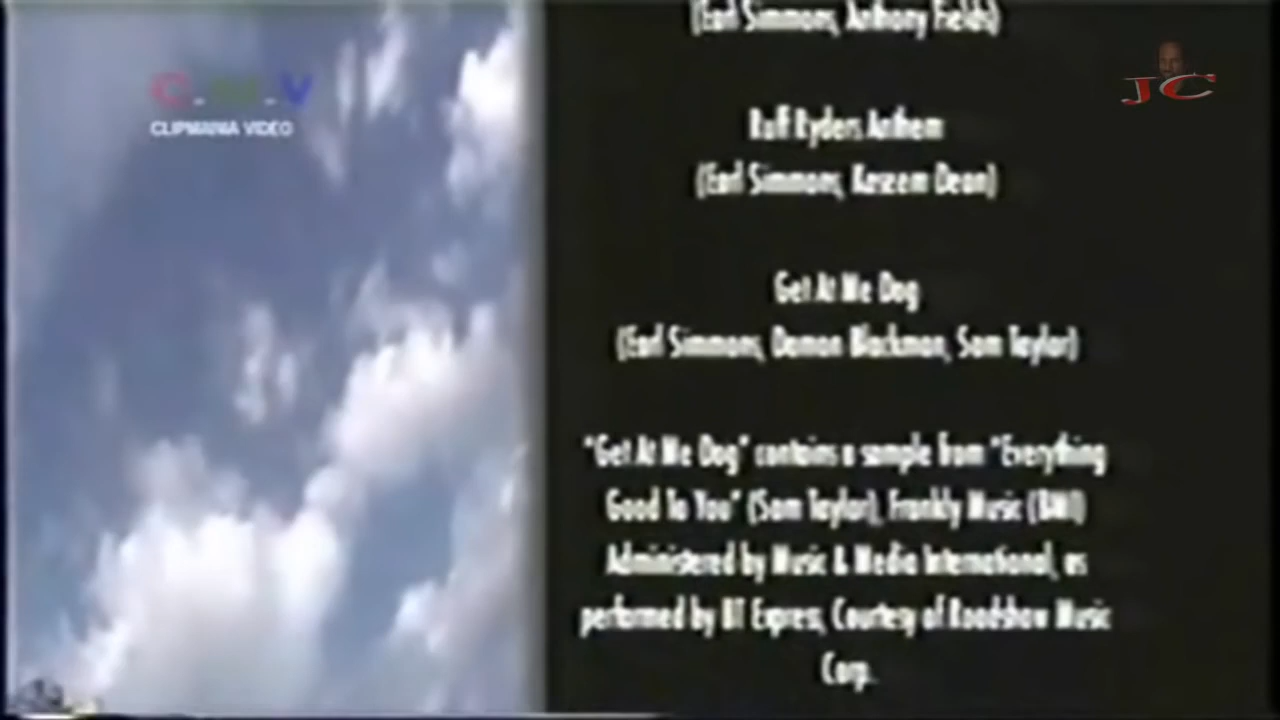 (Earl Simmons, Anthony Fields)
JC
C-M-V
CLIPMANIA VIDEO
Ruff Ryders Anthem
(Earl Simmons, Kaseem Dean)
Get At Me Dog
(Earl Simmons, Damon Blackman, Sam Taylor)
"Get At Me Dog" contains a sample from "Everything
Good To You" (Sam Taylor), Frankly Music (BMI)
Administered by Music & Media International, as
performed by BT Express, Courtesy of Roadshow Music
Corp.